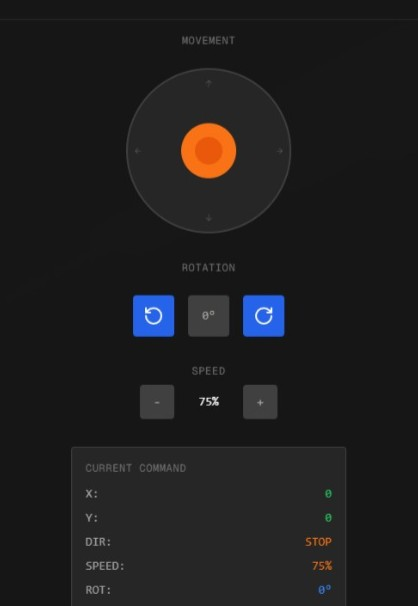 MOVEMENT
↑
← →
↓
ROTATION
0°
SPEED
- 75% +
CURRENT COMMAND
X: 0
Y: 0
DIR: STOP
SPEED: 75%
ROT: 0°